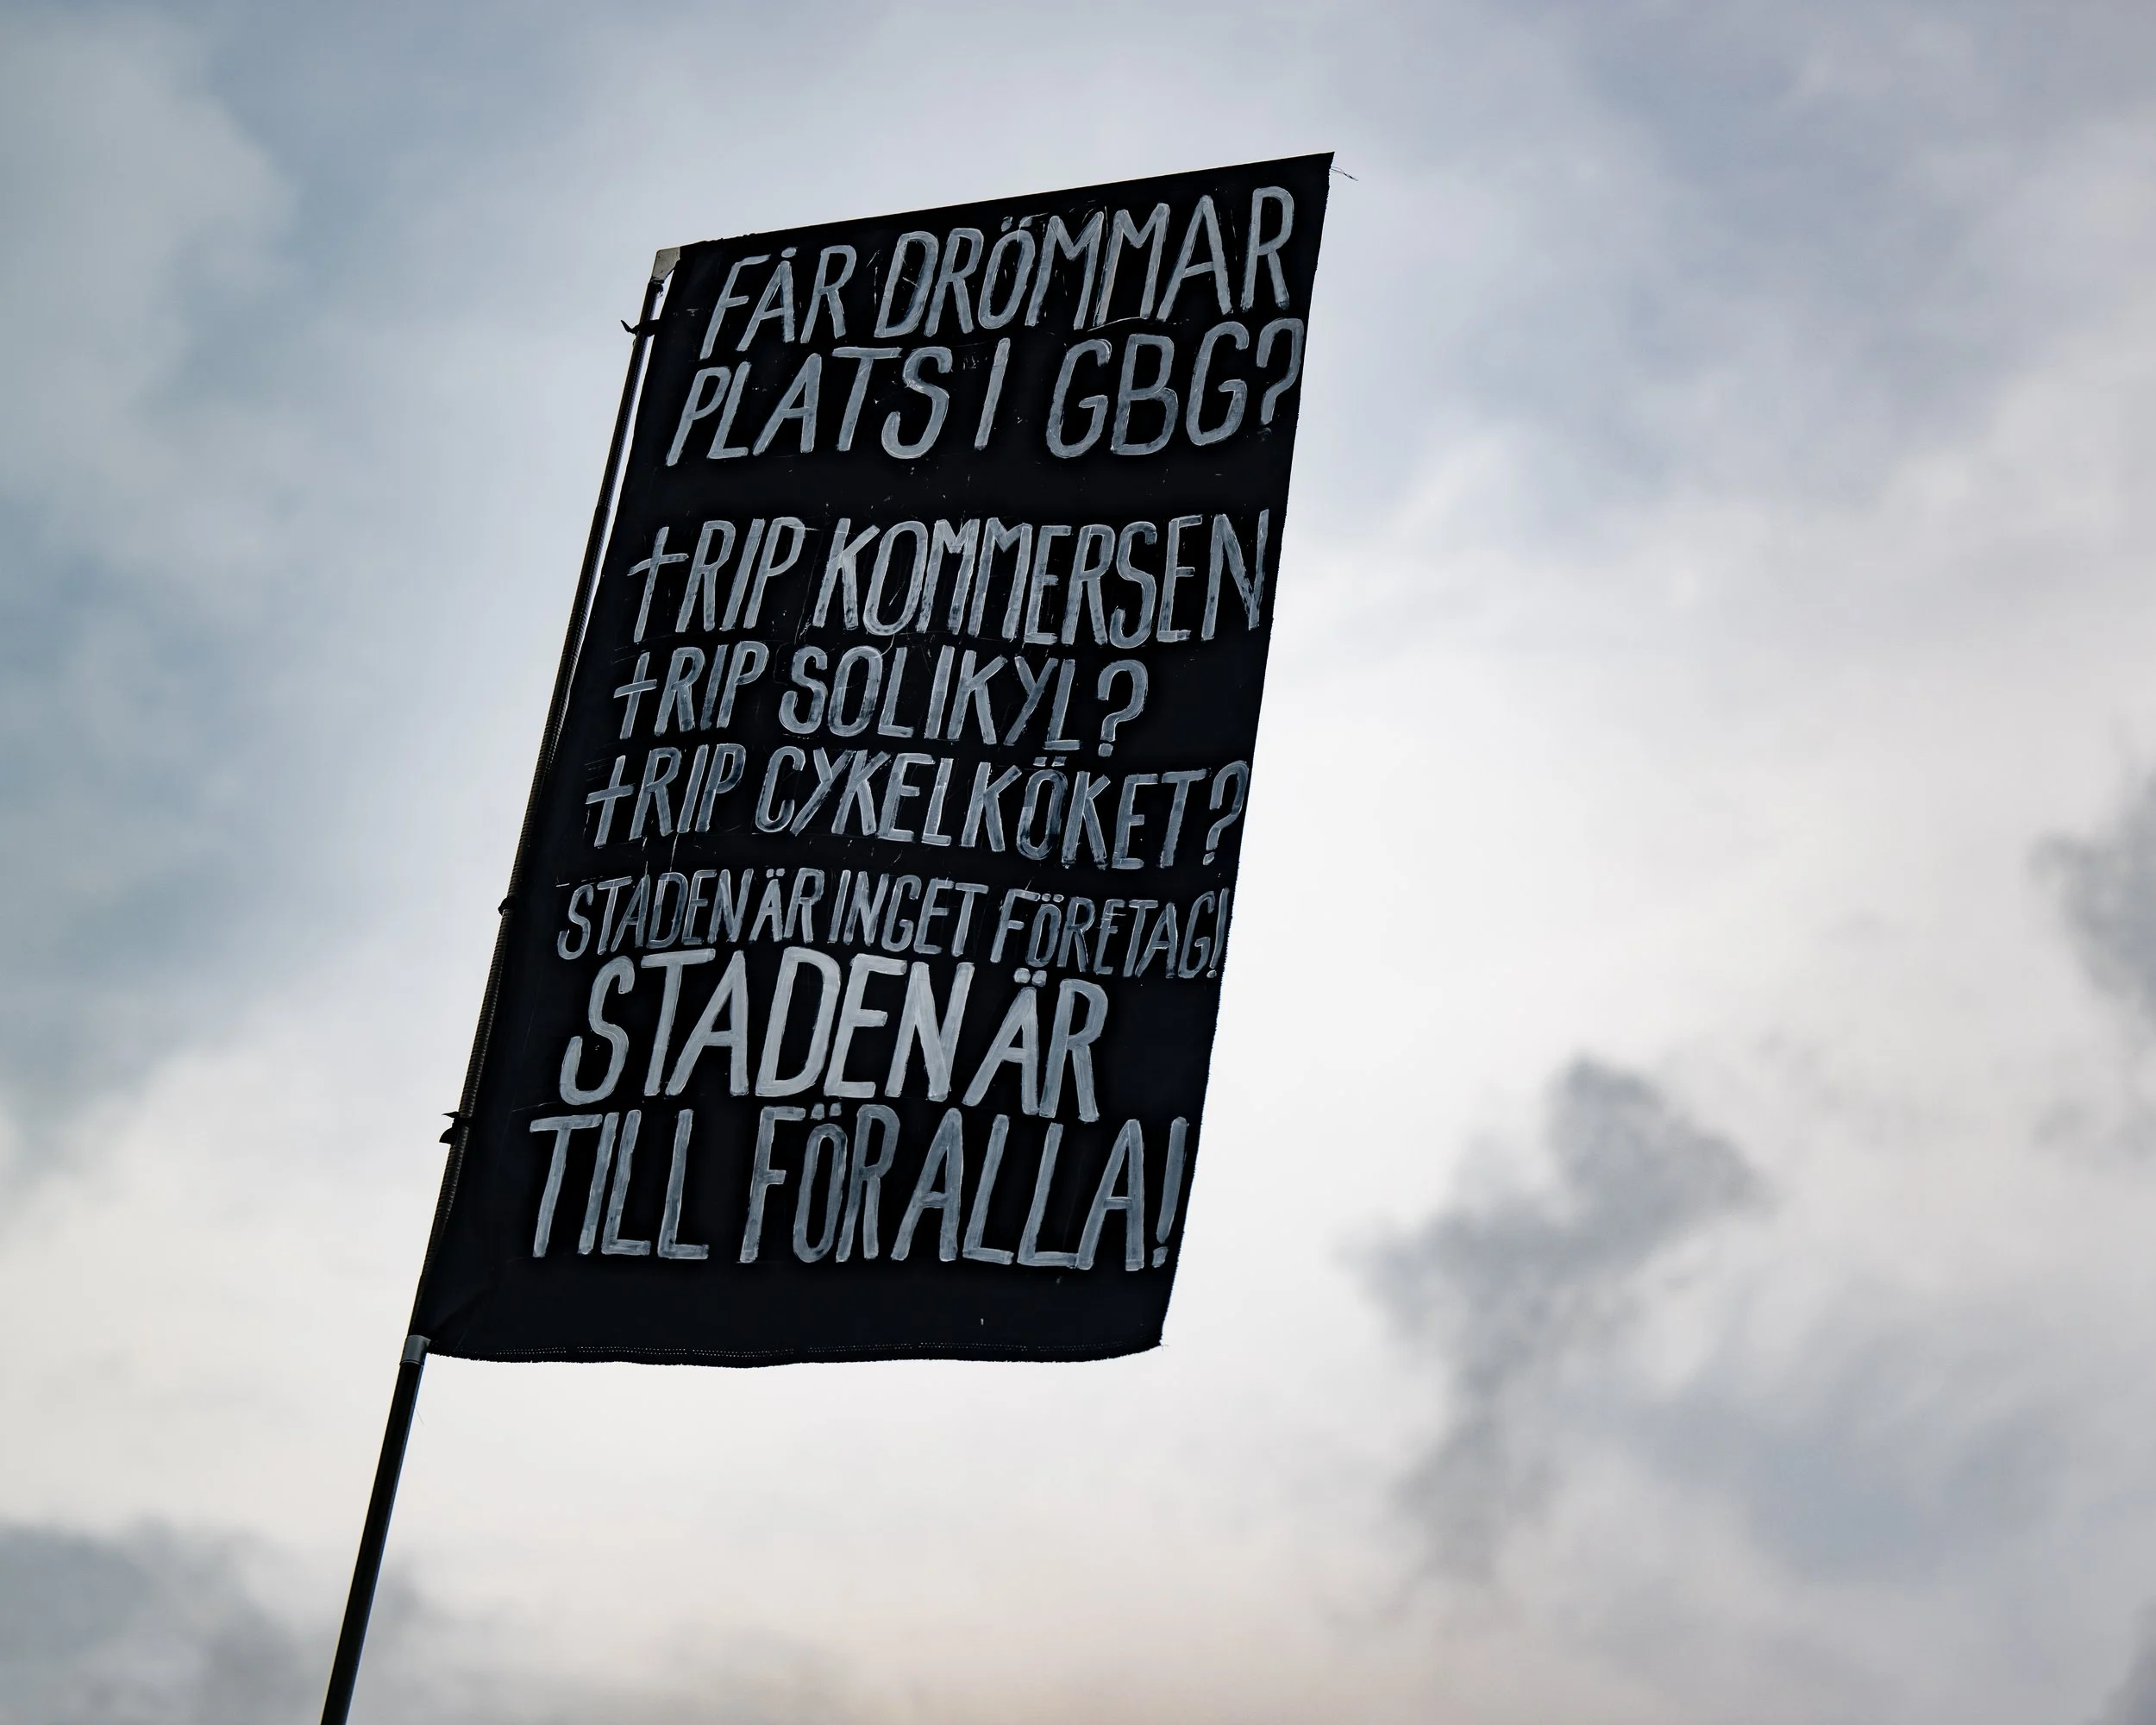 FÅR DRÖMMAR
PLATS I GBG?
†RIP KOMMERSEN
†RIP SOLIKYL?
†RIP CYKELKÖKET?
STADEN ÄR INGET FÖRETAG!
STADEN ÄR
TILL FÖR ALLA!